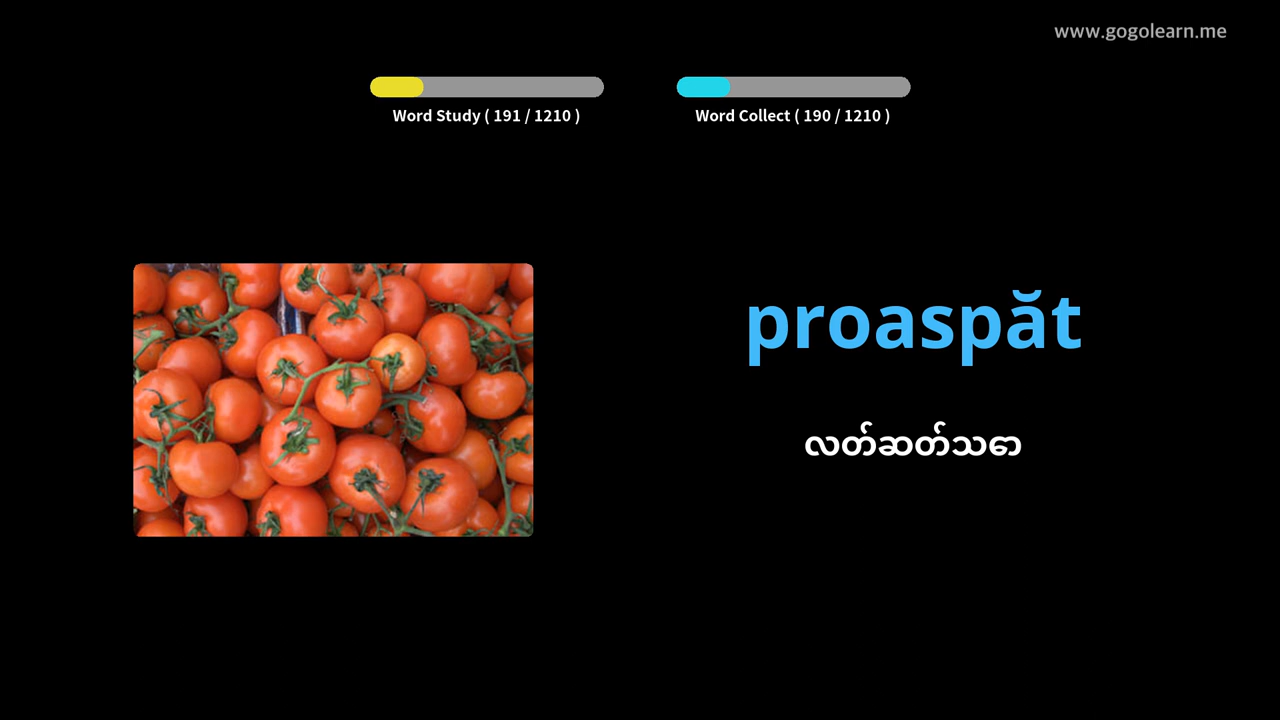 www.gogolearn.me
Word Study ( 191 / 1210 )
Word Collect ( 190 / 1210 )
proaspăt
လတ်ဆတ်သော